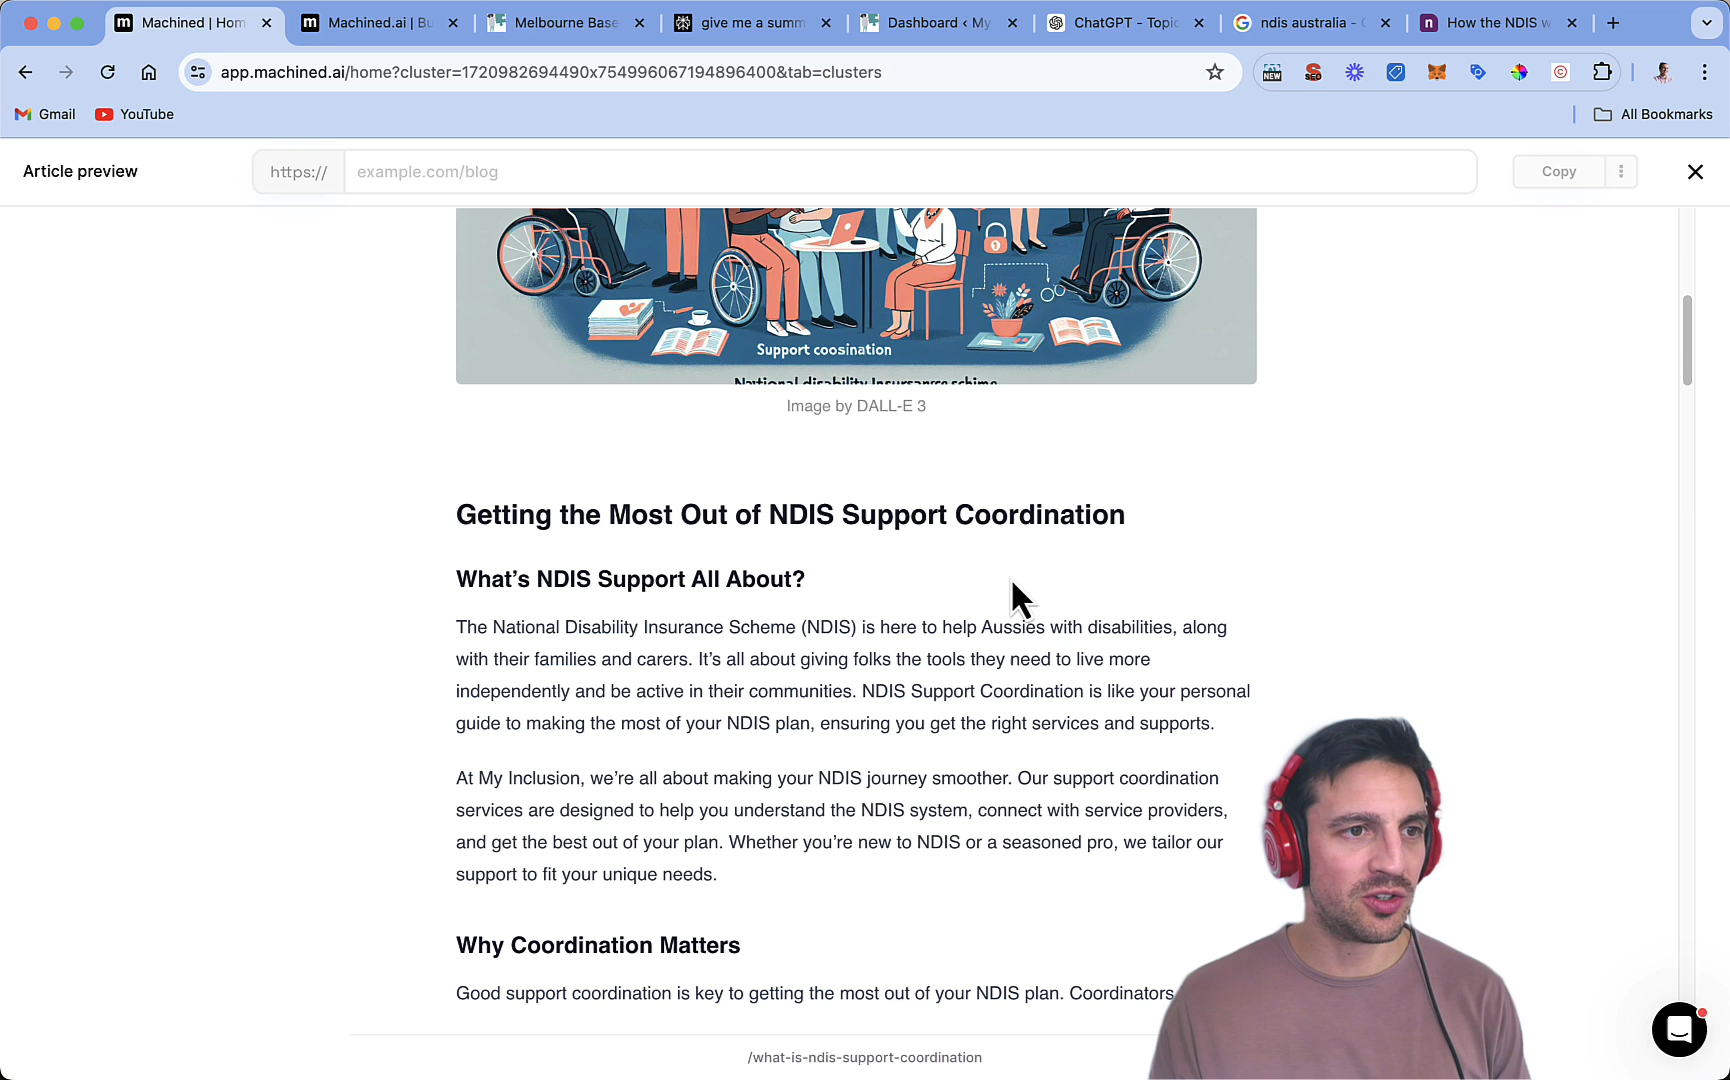 Machined | Hom
Machined.ai | Bu
Melbourne Base
give me a summ
Dashboard ‹ My
ChatGPT - Topic
ndis australia - G
How the NDIS w
app.machined.ai/home?cluster=1720982694490x754996067194896400&tab=clusters
NEW
SEO
Gmail
YouTube
All Bookmarks
Article preview
https://
example.com/blog
Copy
Support coosination
National disability Insursarce schime
Image by DALL-E 3
Getting the Most Out of NDIS Support Coordination
What's NDIS Support All About?
The National Disability Insurance Scheme (NDIS) is here to help Aussies with disabilities, along
with their families and carers. It's all about giving folks the tools they need to live more
independently and be active in their communities. NDIS Support Coordination is like your personal
guide to making the most of your NDIS plan, ensuring you get the right services and supports.
At My Inclusion, we're all about making your NDIS journey smoother. Our support coordination
services are designed to help you understand the NDIS system, connect with service providers,
and get the best out of your plan. Whether you're new to NDIS or a seasoned pro, we tailor our
support to fit your unique needs.
Why Coordination Matters
Good support coordination is key to getting the most out of your NDIS plan. Coordinators
/what-is-ndis-support-coordination